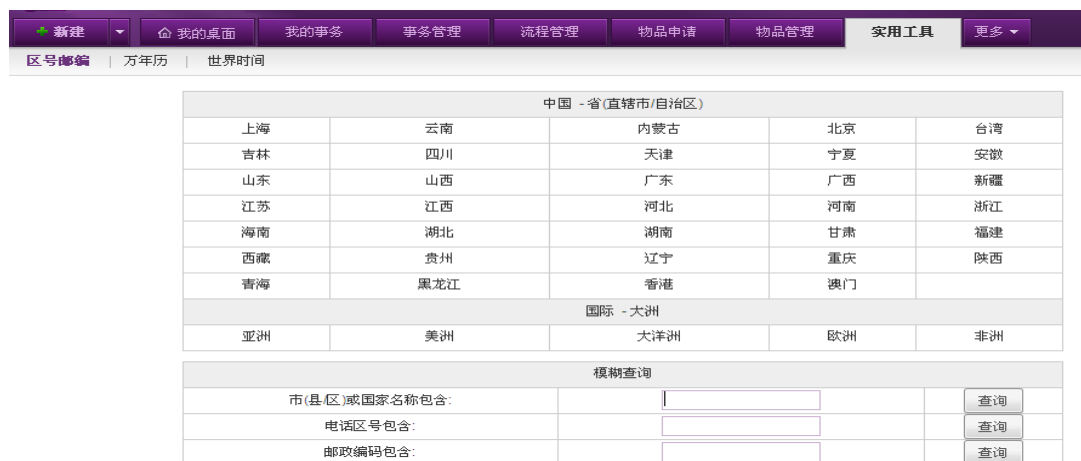 新建 我的桌面 我的事务 事务管理 流程管理 物品申请 物品管理 实用工具 更多
区号邮编 | 万年历 | 世界时间
中国 - 省(直辖市/自治区)
上海 云南 内蒙古 北京 台湾
吉林 四川 天津 宁夏 安徽
山东 山西 广东 广西 新疆
江苏 江西 河北 河南 浙江
海南 湖北 湖南 甘肃 福建
西藏 贵州 辽宁 重庆 陕西
青海 黑龙江 香港 澳门
国际 - 大洲
亚洲 美洲 大洋洲 欧洲 非洲
模糊查询
市(县/区)或国家名称包含: 查询
电话区号包含: 查询
邮政编码包含: 查询